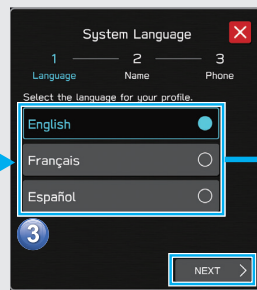 System Language
1 2 3
Language Name Phone
Select the language for your profile.
English
Français
Español
3
NEXT